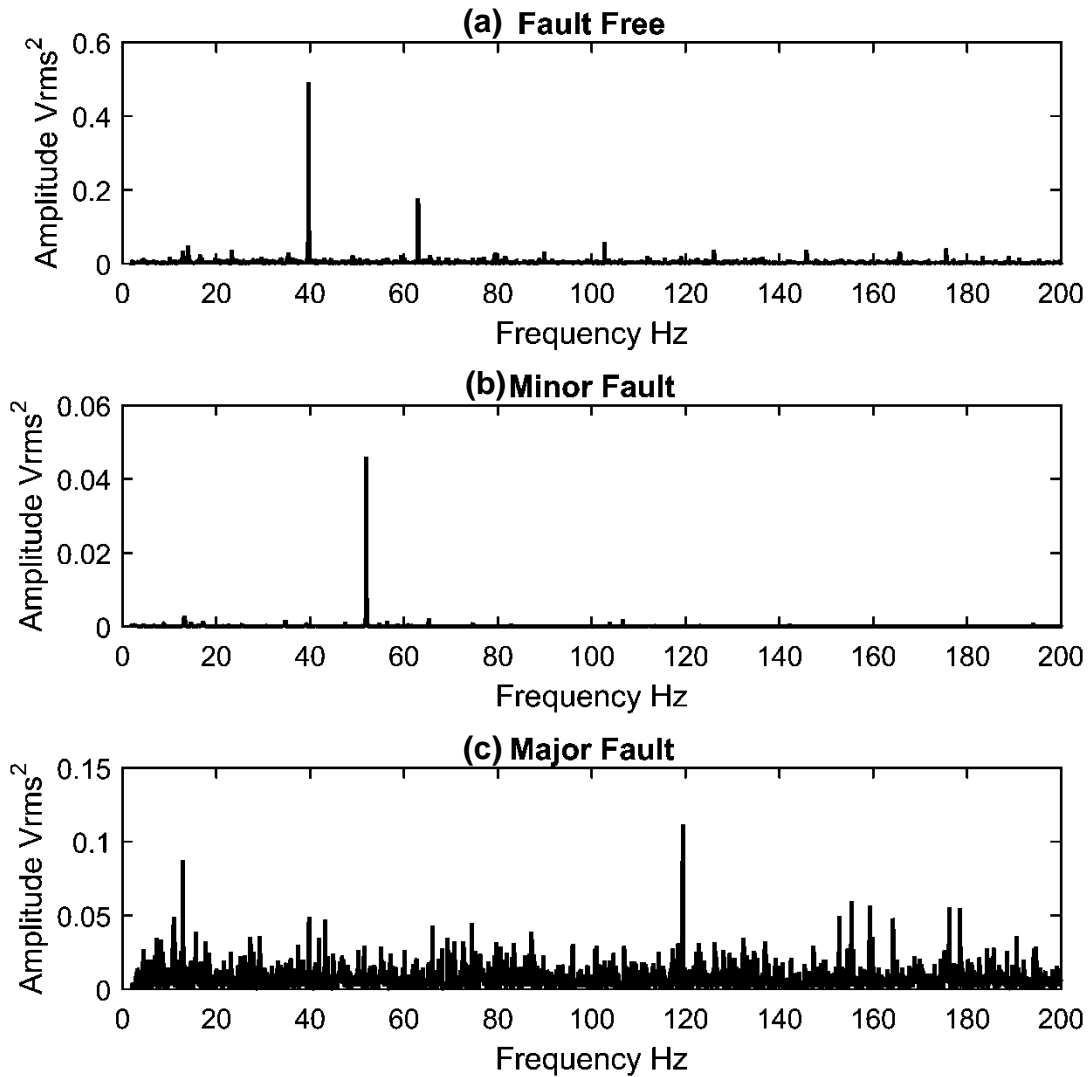 (a) Fault Free
Amplitude Vrms²
0.6
0.4
0.2
0
0 20 40 60 80 100 120 140 160 180 200
Frequency Hz
(b) Minor Fault
Amplitude Vrms²
0.06
0.04
0.02
0
0 20 40 60 80 100 120 140 160 180 200
Frequency Hz
(c) Major Fault
Amplitude Vrms²
0.15
0.1
0.05
0
0 20 40 60 80 100 120 140 160 180 200
Frequency Hz